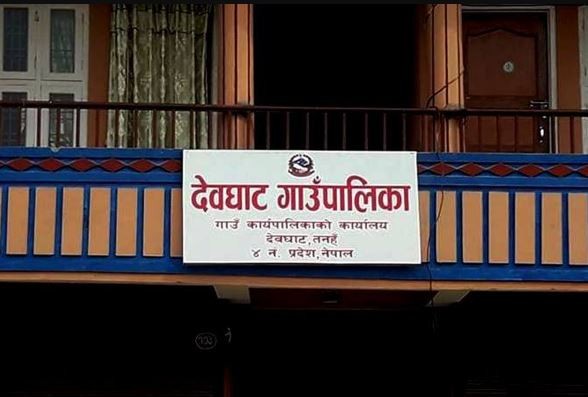 देवघाट गाउँपालिका
गाउँ कार्यपालिकाको कार्यालय
देवघाट, तनहुँ
४ नं. प्रदेश, नेपाल